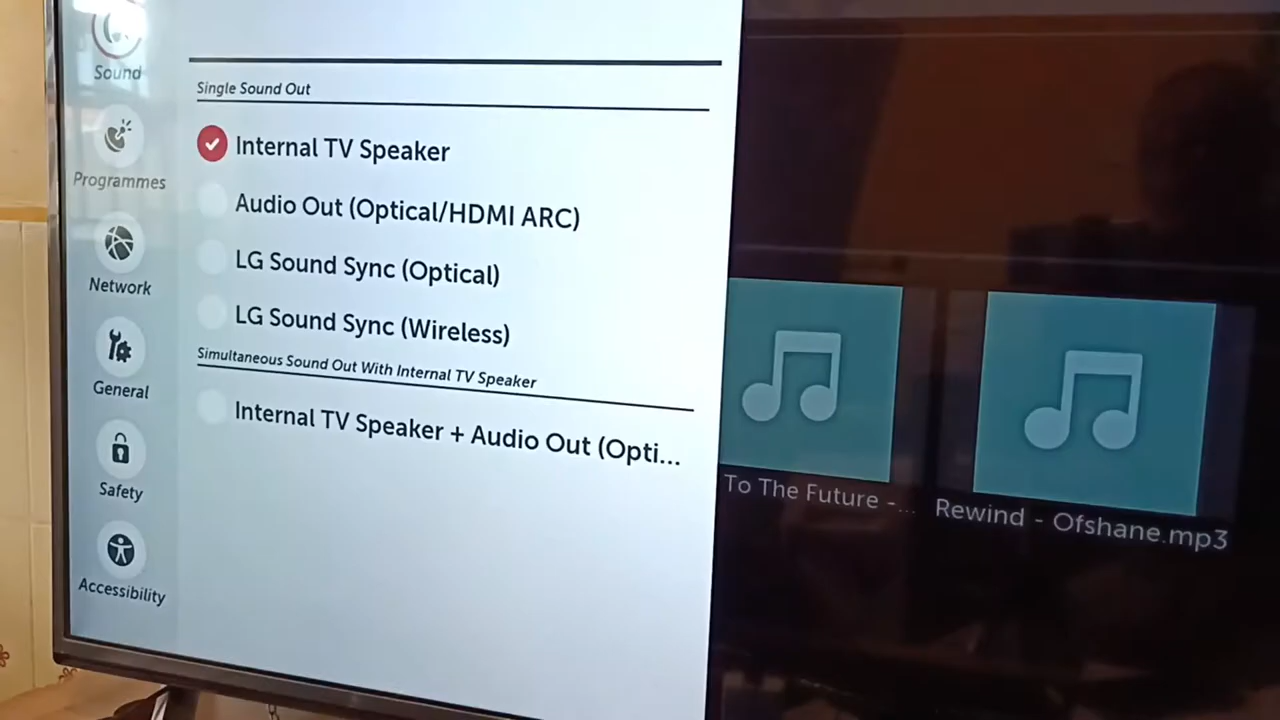 Sound
Programmes
Network
General
Safety
Accessibility
Single Sound Out
Internal TV Speaker
Audio Out (Optical/HDMI ARC)
LG Sound Sync (Optical)
LG Sound Sync (Wireless)
Simultaneous Sound Out With Internal TV Speaker
Internal TV Speaker + Audio Out (Opti...
To The Future -...
Rewind - Ofshane.mp3